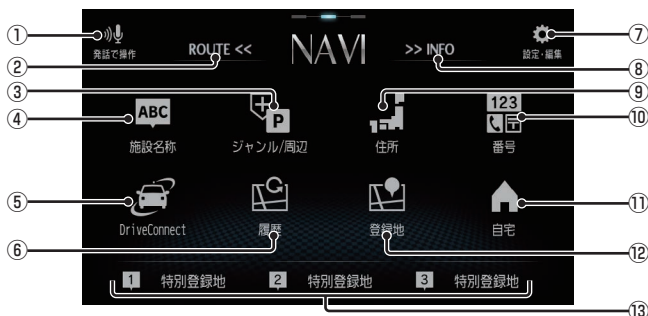 ①
発話で操作
②
ROUTE <<
NAVI
>> INFO
⑦
設定・編集
⑧
③
④
ABC
施設名称
P
ジャンル/周辺
⑨
住所
123
番号
⑩
⑤
DriveConnect
⑥
履歴
登録地
⑫
自宅
⑪
1 特別登録地
2 特別登録地
3 特別登録地
⑬